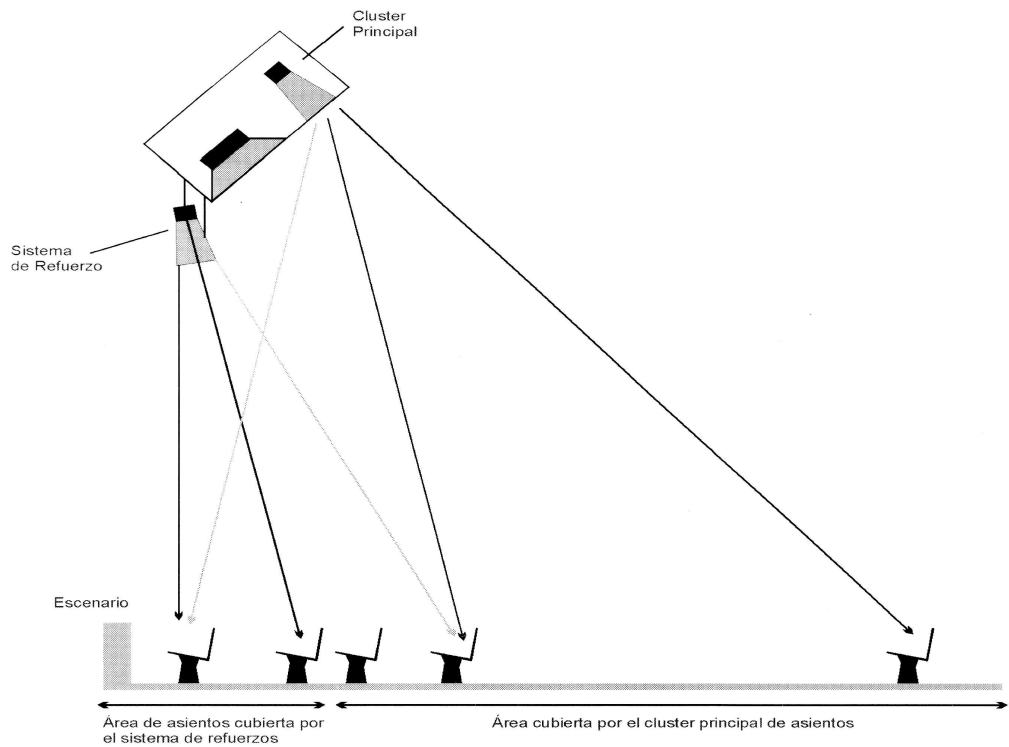 Cluster
Principal
Sistema
de Refuerzo
Escenario
Área de asientos cubierta por
el sistema de refuerzos
Área cubierta por el cluster principal de asientos